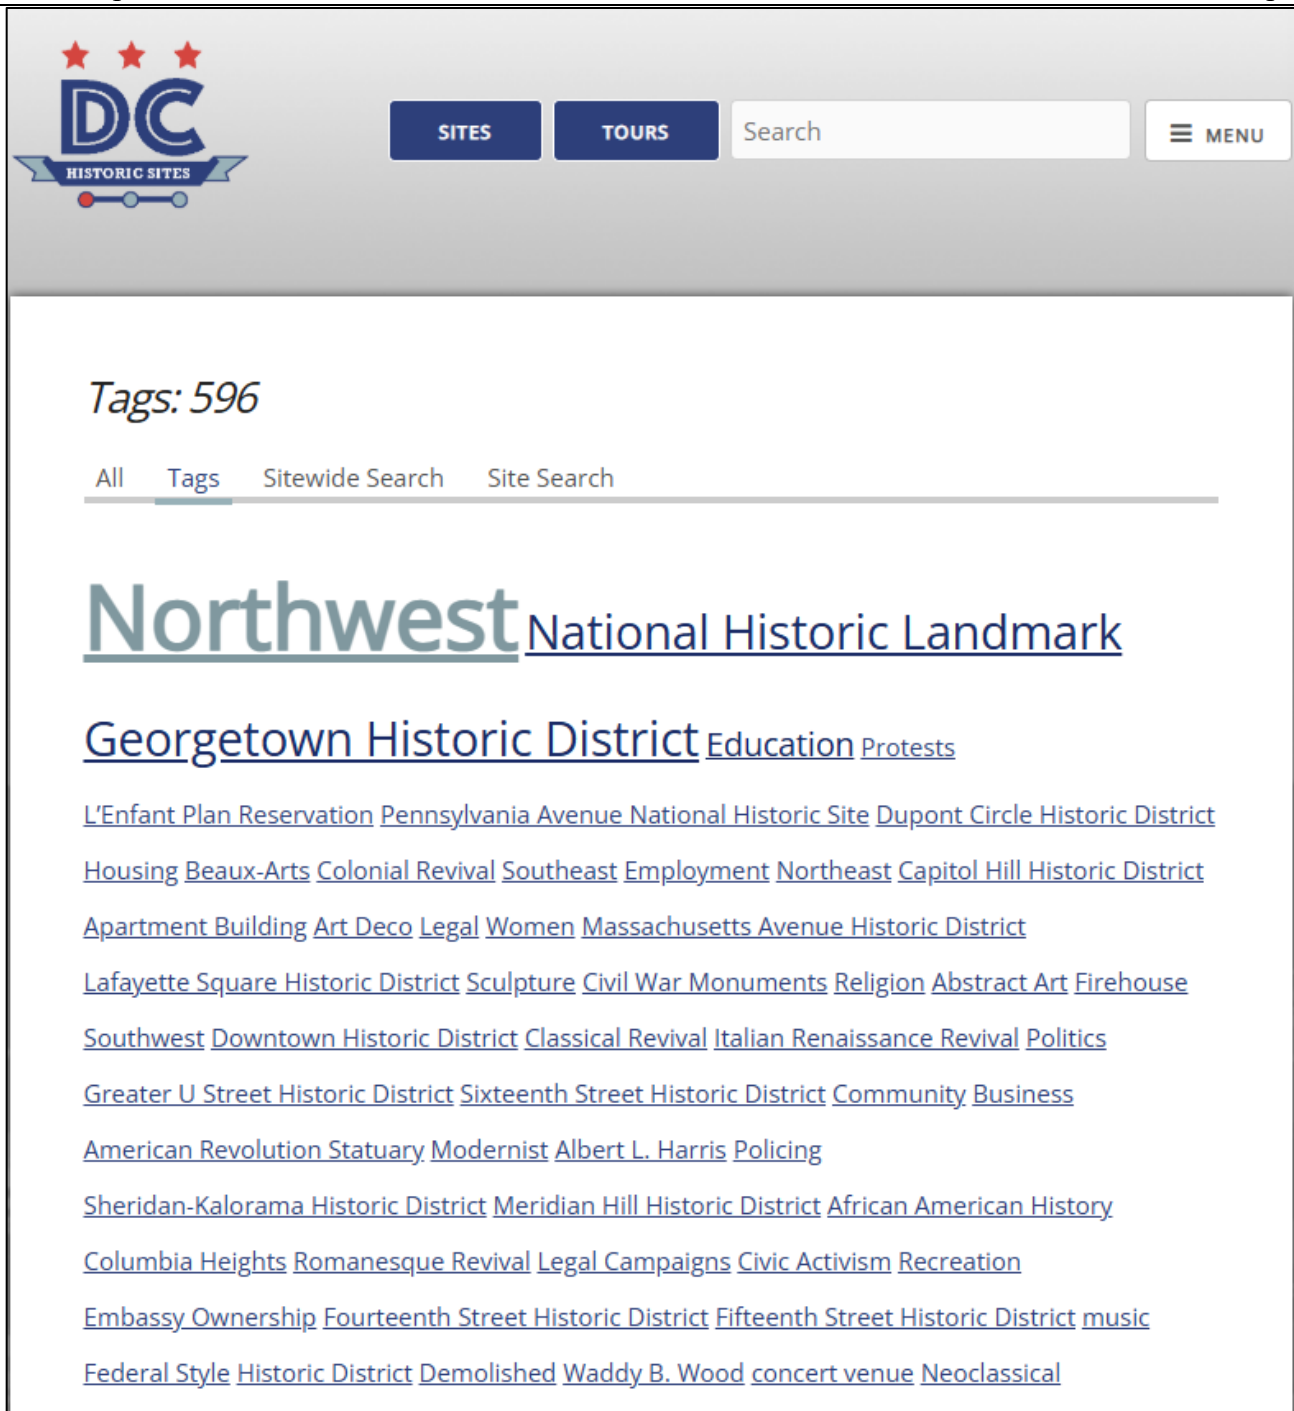 DC
HISTORIC SITES
SITES
TOURS
Search
MENU
Tags: 596
All Tags Sitewide Search Site Search
Northwest National Historic Landmark
Georgetown Historic District Education Protests
L’Enfant Plan Reservation Pennsylvania Avenue National Historic Site Dupont Circle Historic District
Housing Beaux-Arts Colonial Revival Southeast Employment Northeast Capitol Hill Historic District
Apartment Building Art Deco Legal Women Massachusetts Avenue Historic District
Lafayette Square Historic District Sculpture Civil War Monuments Religion Abstract Art Firehouse
Southwest Downtown Historic District Classical Revival Italian Renaissance Revival Politics
Greater U Street Historic District Sixteenth Street Historic District Community Business
American Revolution Statuary Modernist Albert L. Harris Policing
Sheridan-Kalorama Historic District Meridian Hill Historic District African American History
Columbia Heights Romanesque Revival Legal Campaigns Civic Activism Recreation
Embassy Ownership Fourteenth Street Historic District Fifteenth Street Historic District music
Federal Style Historic District Demolished Waddy B. Wood concert venue Neoclassical